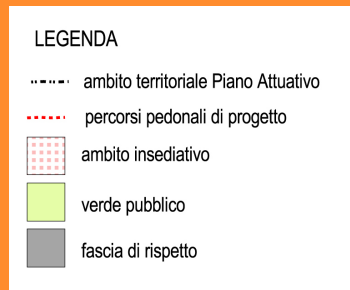 LEGENDA
ambito territoriale Piano Attuativo
percorsi pedonali di progetto
ambito insediativo
verde pubblico
fascia di rispetto